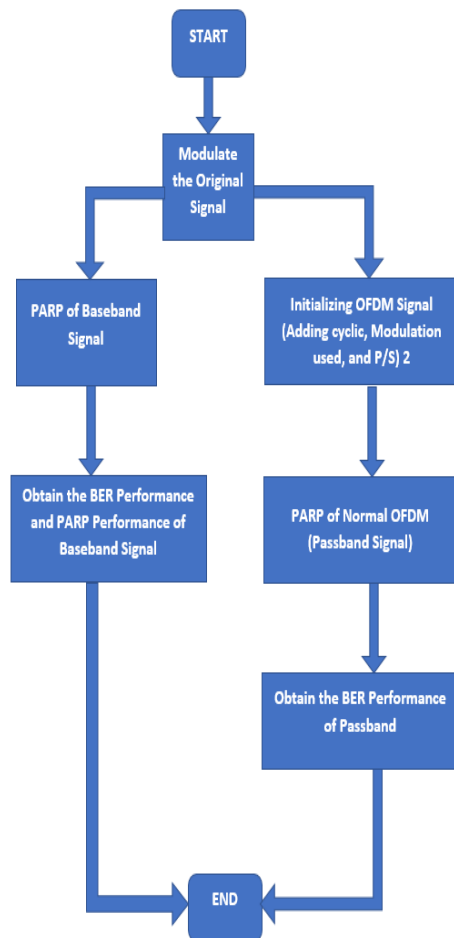 START
Modulate
the Original
Signal
PARP of Baseband
Signal
Initializing OFDM Signal
(Adding cyclic, Modulation
used, and P/S) 2
Obtain the BER Performance
and PARP Performance of
Baseband Signal
PARP of Normal OFDM
(Passband Signal)
Obtain the BER Performance
of Passband
END